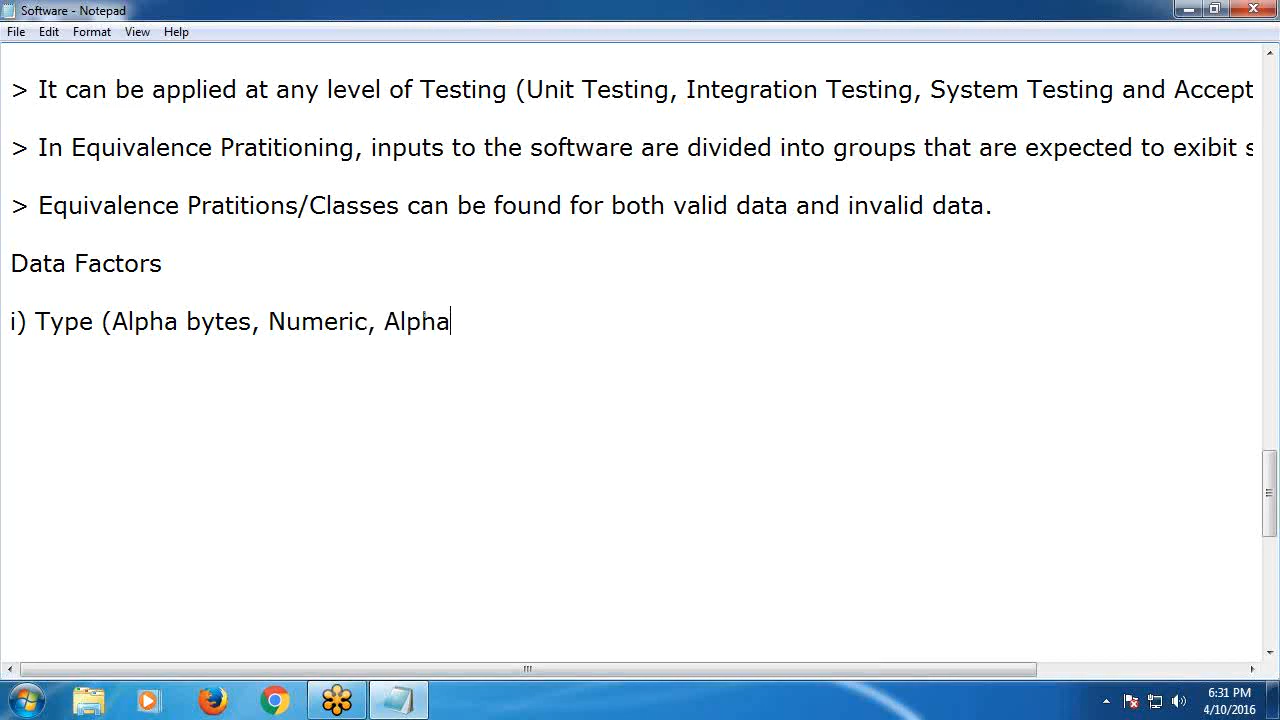 Software - Notepad
File Edit Format View Help
> It can be applied at any level of Testing (Unit Testing, Integration Testing, System Testing and Accept
> In Equivalence Pratitioning, inputs to the software are divided into groups that are expected to exibit s
> Equivalence Pratitions/Classes can be found for both valid data and invalid data.
Data Factors
i) Type (Alpha bytes, Numeric, Alpha
6:31 PM
4/10/2016